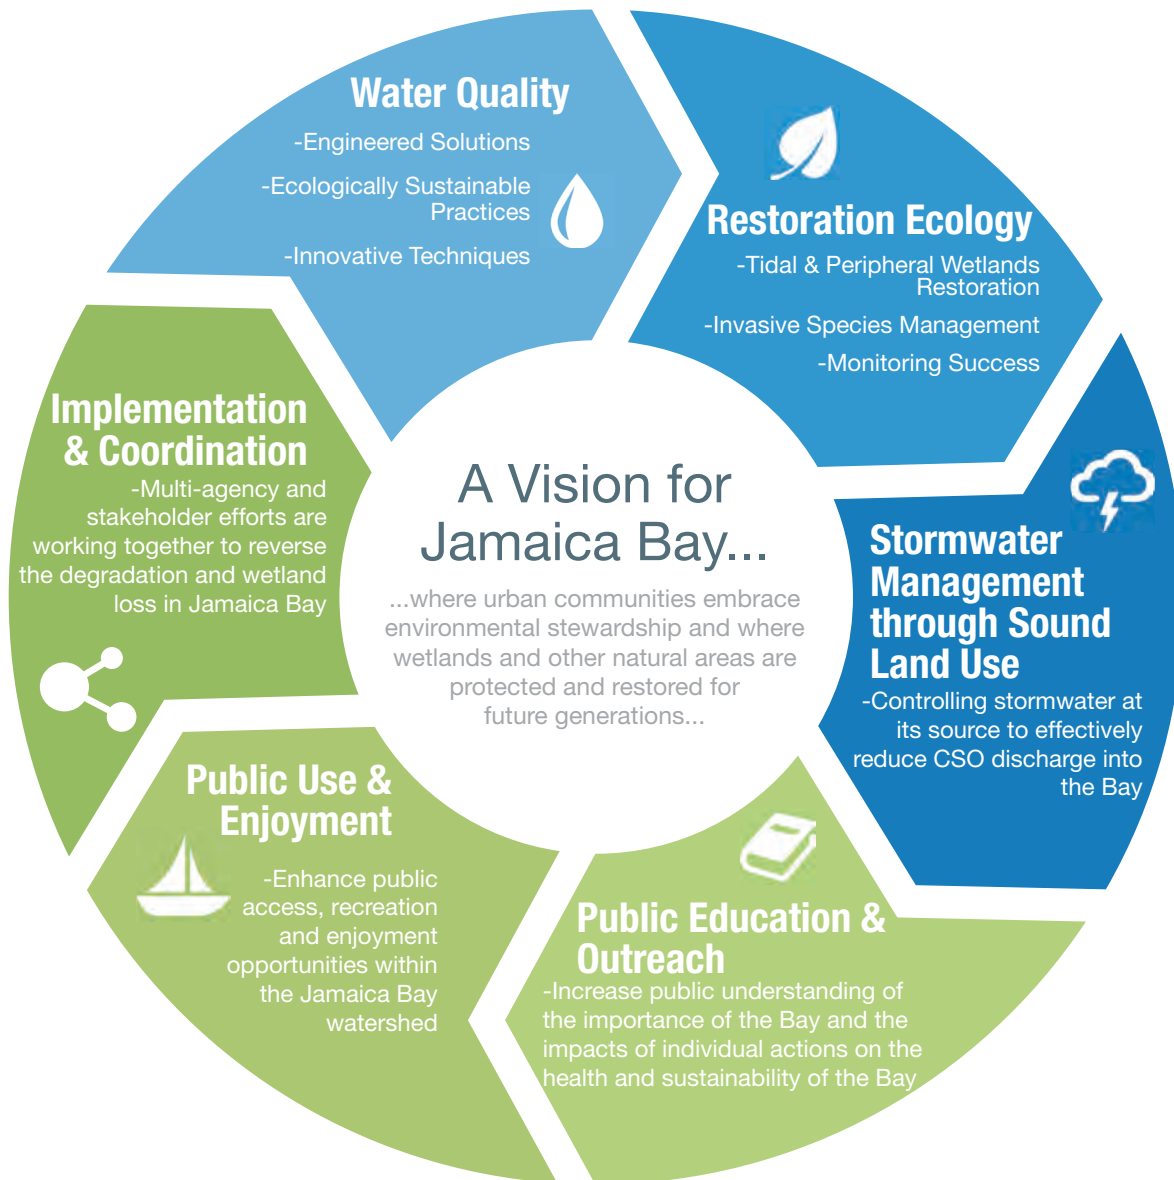 Water Quality
-Engineered Solutions
-Ecologically Sustainable
Practices
-Innovative Techniques
Restoration Ecology
-Tidal & Peripheral Wetlands
Restoration
-Invasive Species Management
-Monitoring Success
Stormwater
Management
through Sound
Land Use
-Controlling stormwater at
its source to effectively
reduce CSO discharge into
the Bay
Public Education &
Outreach
-Increase public understanding of
the importance of the Bay and the
impacts of individual actions on the
health and sustainability of the Bay
Public Use &
Enjoyment
-Enhance public
access, recreation
and enjoyment
opportunities within
the Jamaica Bay
watershed
Implementation
& Coordination
-Multi-agency and
stakeholder efforts are
working together to reverse
the degradation and wetland
loss in Jamaica Bay
A Vision for
Jamaica Bay...
...where urban communities embrace
environmental stewardship and where
wetlands and other natural areas are
protected and restored for
future generations...